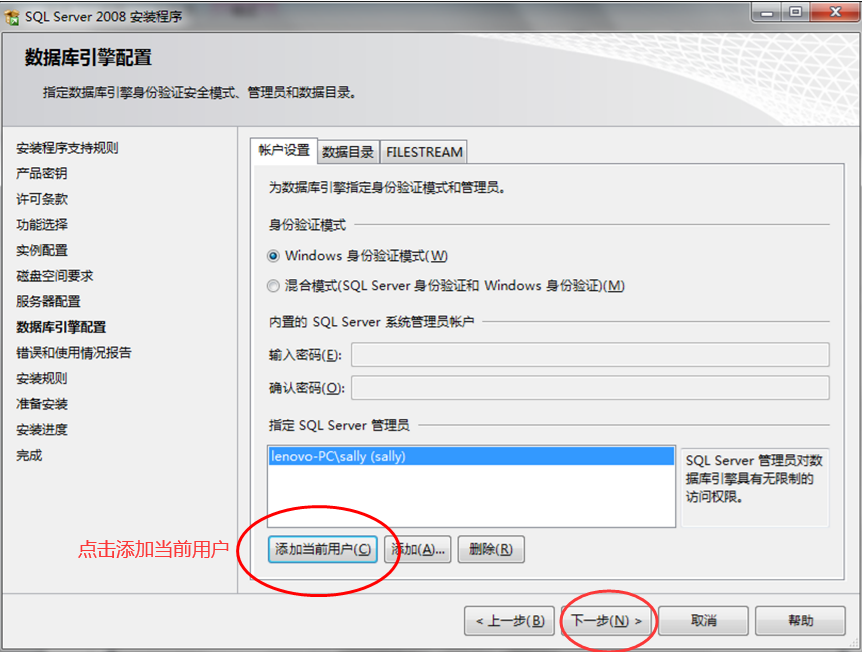 SQL Server 2008 安装程序
数据库引擎配置
指定数据库引擎身份验证安全模式、管理员和数据目录。
安装程序支持规则
产品密钥
许可条款
功能选择
实例配置
磁盘空间要求
服务器配置
数据库引擎配置
错误和使用情况报告
安装规则
准备安装
安装进度
完成
帐户设置 数据目录 FILESTREAM
为数据库引擎指定身份验证模式和管理员。
身份验证模式
Windows 身份验证模式(W)
混合模式(SQL Server 身份验证和 Windows 身份验证)(M)
内置的 SQL Server 系统管理员帐户
输入密码(E):
确认密码(O):
指定 SQL Server 管理员
lenovo-PC\sally (sally)
SQL Server 管理员对数
据库引擎具有无限制的
访问权限。
点击添加当前用户
添加当前用户(C) 添加(A)... 删除(R)
< 上一步(B) 下一步(N) > 取消 帮助